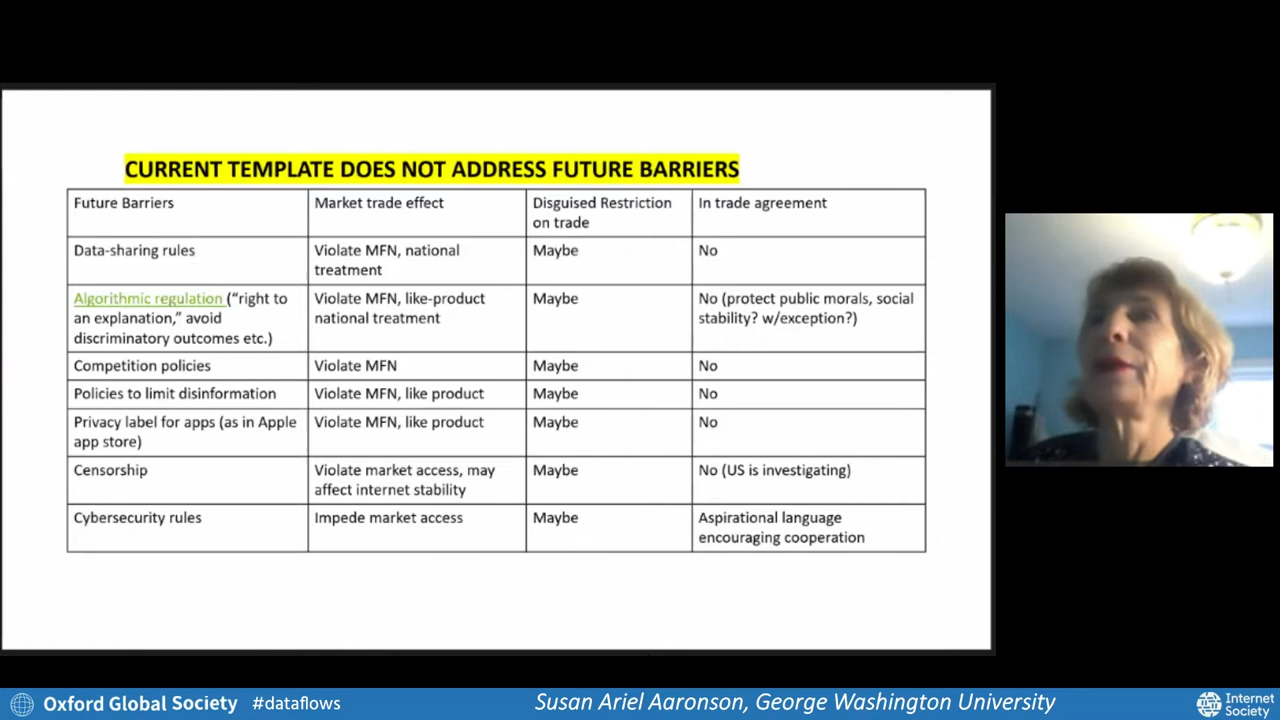 CURRENT TEMPLATE DOES NOT ADDRESS FUTURE BARRIERS
Future Barriers
Market trade effect
Disguised Restriction
on trade
In trade agreement
Data-sharing rules
Violate MFN, national
treatment
Maybe
No
Algorithmic regulation (“right to
an explanation,” avoid
discriminatory outcomes etc.)
Violate MFN, like-product
national treatment
Maybe
No (protect public morals, social
stability? w/exception?)
Competition policies
Violate MFN
Maybe
No
Policies to limit disinformation
Violate MFN, like product
Maybe
No
Privacy label for apps (as in Apple
app store)
Violate MFN, like product
Maybe
No
Censorship
Violate market access, may
affect internet stability
Maybe
No (US is investigating)
Cybersecurity rules
Impede market access
Maybe
Aspirational language
encouraging cooperation
Oxford Global Society #dataflows
Susan Ariel Aaronson, George Washington University
Internet
Society